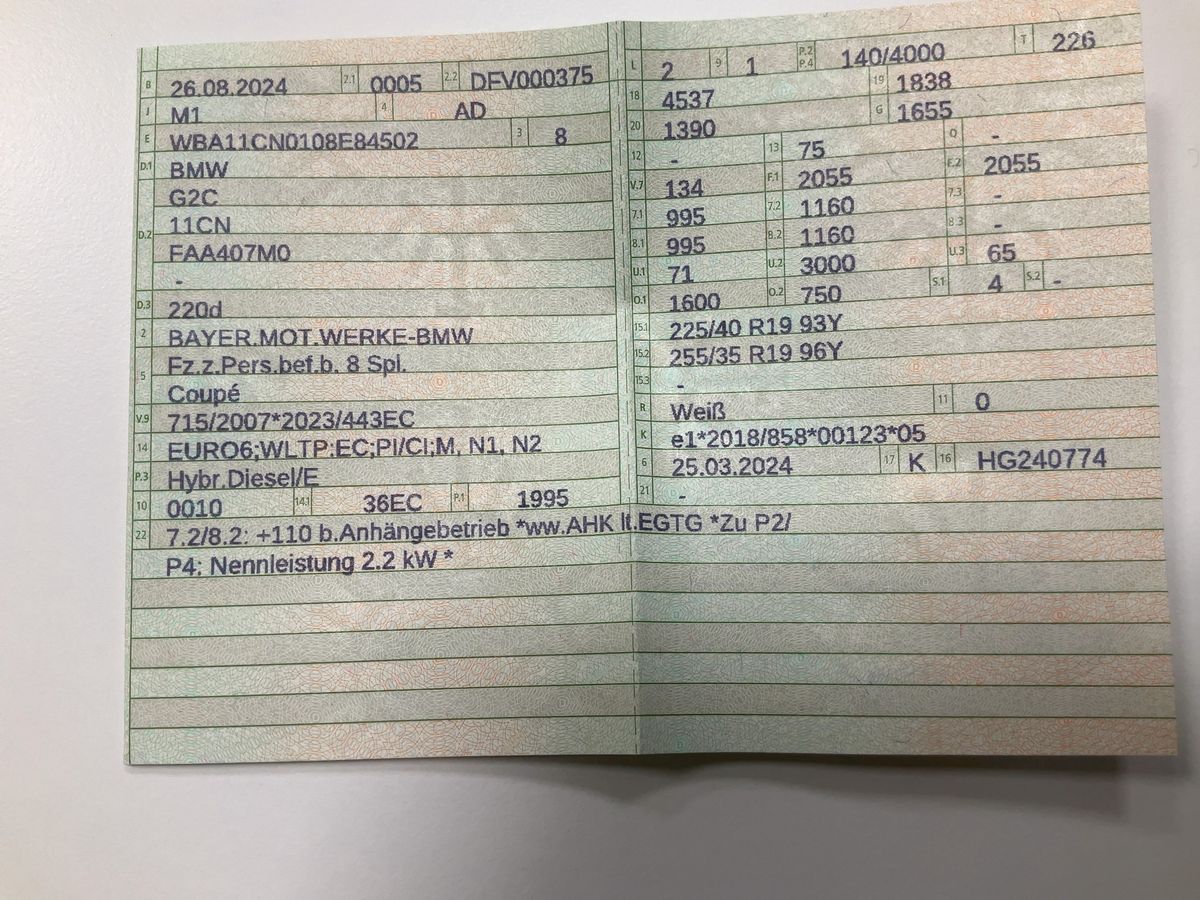 B 26.08.2024 2.1 0005 2.2 DFV000375
J M1 4 AD
E WBA11CN0108E84502 3 8
D.1 BMW
G2C
D.2 11CN
FAA407M0
-
D.3 220d
2 BAYER.MOT.WERKE-BMW
5 Fz.z.Pers.bef.b. 8 Spl.
Coupé
V.9 715/2007*2023/443EC
14 EURO6;WLTP:EC;PI/CI;M, N1, N2
P.3 Hybr.Diesel/E
10 0010 14.1 36EC P.1 1995
L 2 9 1 P.2 P.4 140/4000 T 226
18 4537 19 1838
20 1390 G 1655
12 - 13 75 Q -
V.7 134 F.1 2055 F.2 2055
7.1 995 7.2 1160 7.3 -
8.1 995 8.2 1160 8.3 -
U.1 71 U.2 3000 U.3 65
O.1 1600 O.2 750 S.1 4 S.2 -
15.1 225/40 R19 93Y
15.2 255/35 R19 96Y
15.3 -
R Weiß 11 0
K e1*2018/858*00123*05
6 25.03.2024 17 K 16 HG240774
21 -
22 7.2/8.2: +110 b.Anhängebetrieb *ww.AHK lt.EGTG *Zu P2/
P4: Nennleistung 2.2 kW *